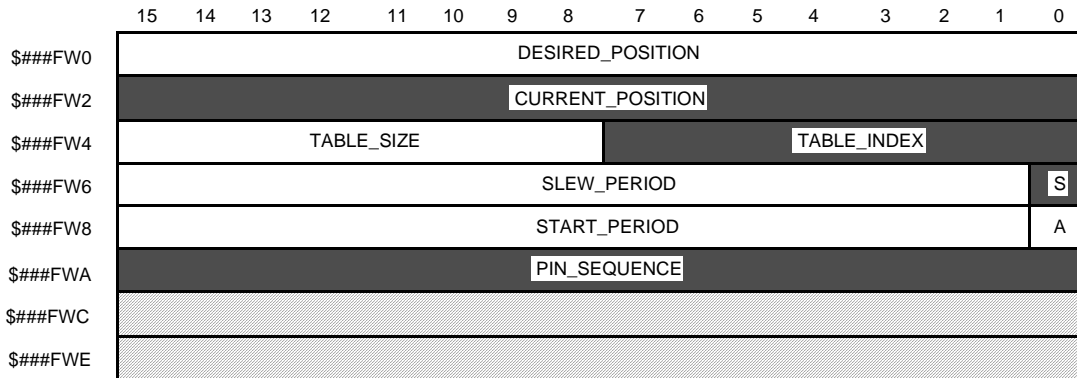 15 14 13 12 11 10 9 8 7 6 5 4 3 2 1 0
$###FW0 DESIRED_POSITION
$###FW2 CURRENT_POSITION
$###FW4 TABLE_SIZE TABLE_INDEX
$###FW6 SLEW_PERIOD S
$###FW8 START_PERIOD A
$###FWA PIN_SEQUENCE
$###FWC
$###FWE